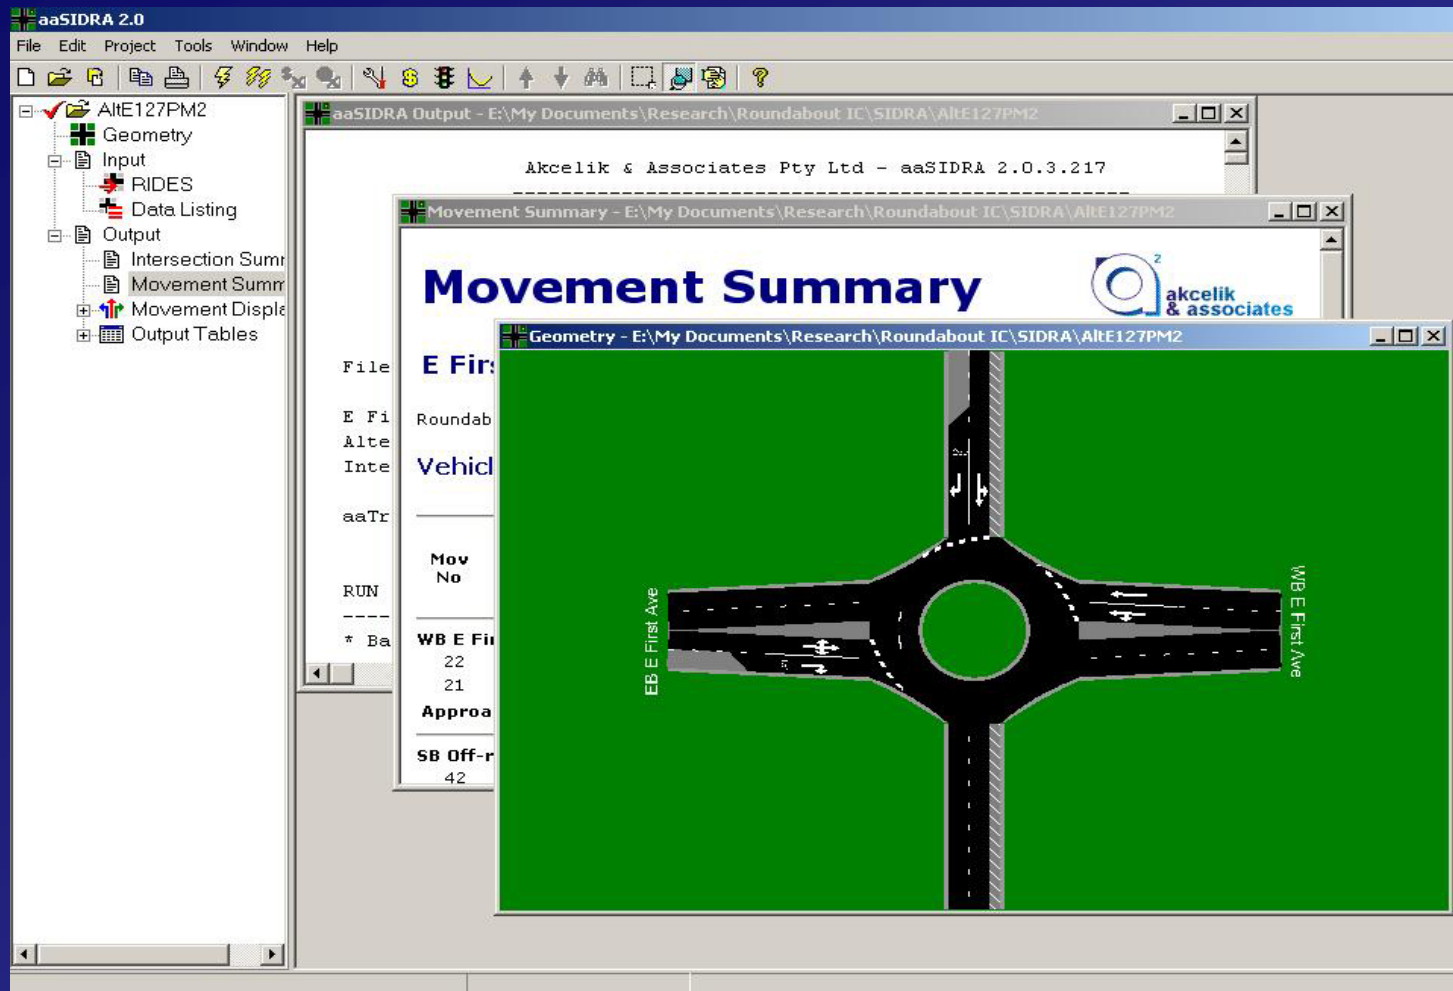 aaSIDRA 2.0
File Edit Project Tools Window Help
AltE127PM2
Geometry
Input
RIDES
Data Listing
Output
Intersection Sumr
Movement Summ
Movement Displa
Output Tables
aaSIDRA Output - E:\My Documents\Research\Roundabout IC\SIDRA\AltE127PM2
Akcelik & Associates Pty Ltd - aaSIDRA 2.0.3.217
File
E Fi
Alte
Inte
aaTr
RUN
* Ba
Movement Summary - E:\My Documents\Research\Roundabout IC\SIDRA\AltE127PM2
Movement Summary
a2
akcelik
& associates
E Firs
Roundab
Vehicl
Mov
No
WB E Fir
22
21
Approa
SB Off-r
42
Geometry - E:\My Documents\Research\Roundabout IC\SIDRA\AltE127PM2
EB E First Ave
WB E First Ave